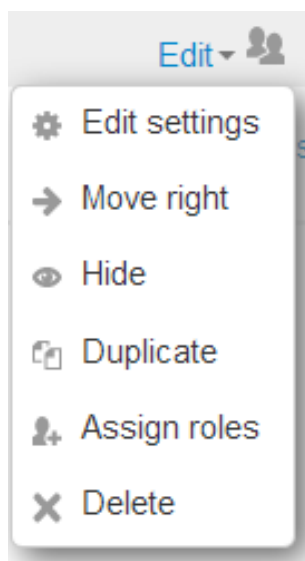 Edit
Edit settings
Move right
Hide
Duplicate
Assign roles
Delete